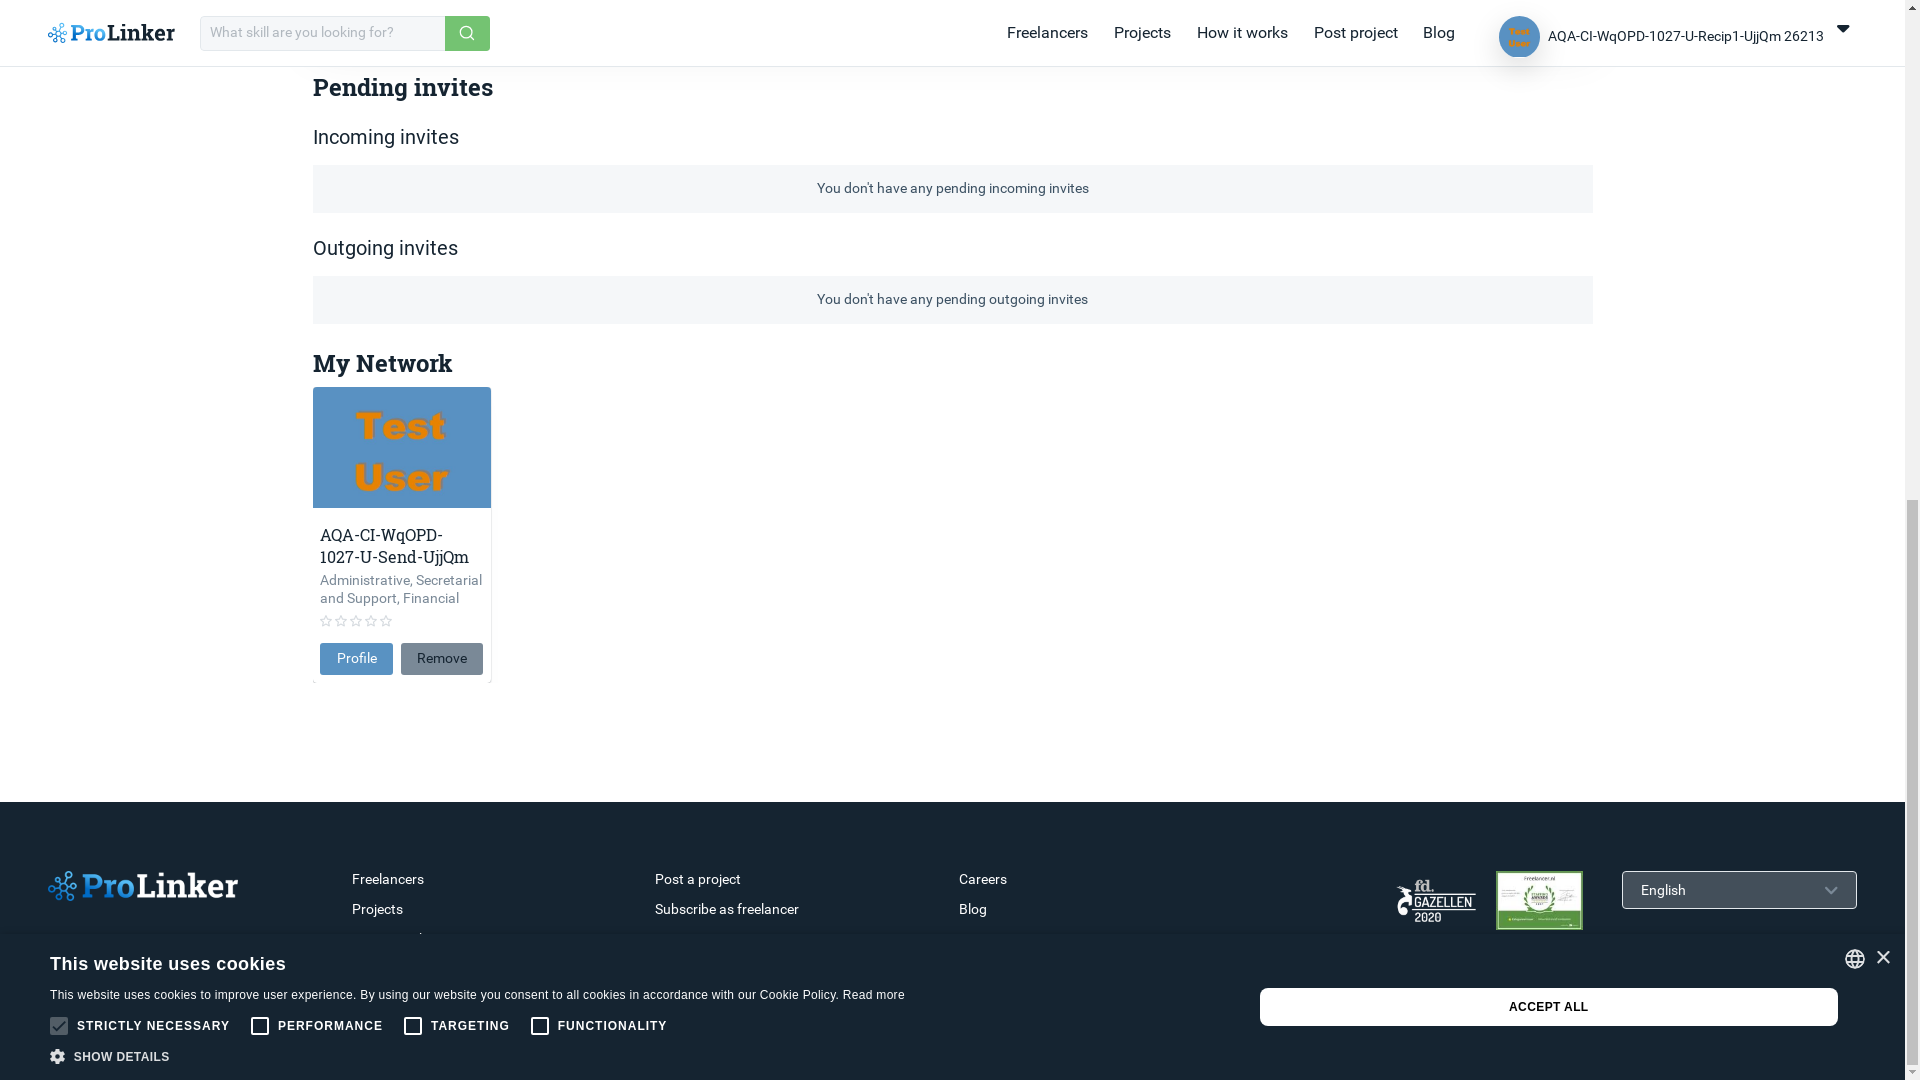 ProLinker
What skill are you looking for?
Freelancers
Projects
How it works
Post project
Blog
Test
User
AQA-CI-WqOPD-1027-U-Recip1-UjjQm 26213
Pending invites
Incoming invites
You don't have any pending incoming invites
Outgoing invites
You don't have any pending outgoing invites
My Network
Test
User
AQA-CI-WqOPD-
1027-U-Send-UjjQm
Administrative, Secretarial
and Support, Financial
Profile
Remove
ProLinker
Freelancers
Projects
Post a project
Subscribe as freelancer
Careers
Blog
fd.
GAZELLEN
2020
Freelancer.nl
English
This website uses cookies
This website uses cookies to improve user experience. By using our website you consent to all cookies in accordance with our Cookie Policy. Read more
STRICTLY NECESSARY
PERFORMANCE
TARGETING
FUNCTIONALITY
SHOW DETAILS
ACCEPT ALL